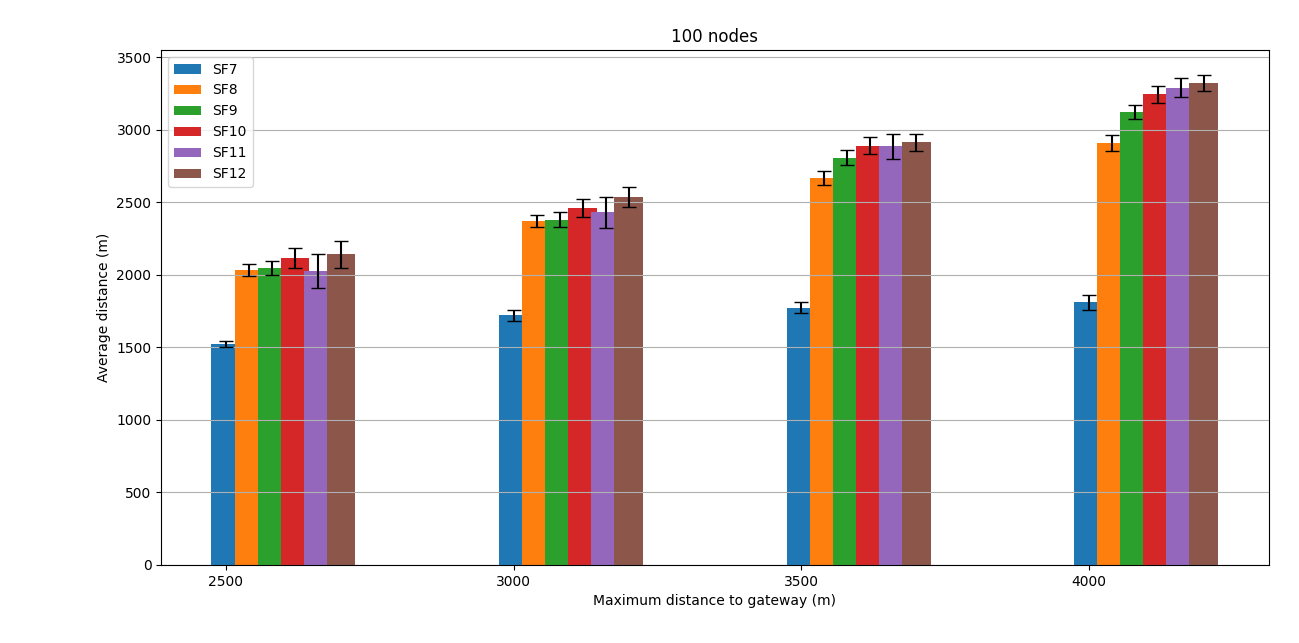 100 nodes
3500
3000
2500
2000
1500
1000
500
0
Average distance (m)
SF7
SF8
SF9
SF10
SF11
SF12
2500 3000 3500 4000
Maximum distance to gateway (m)